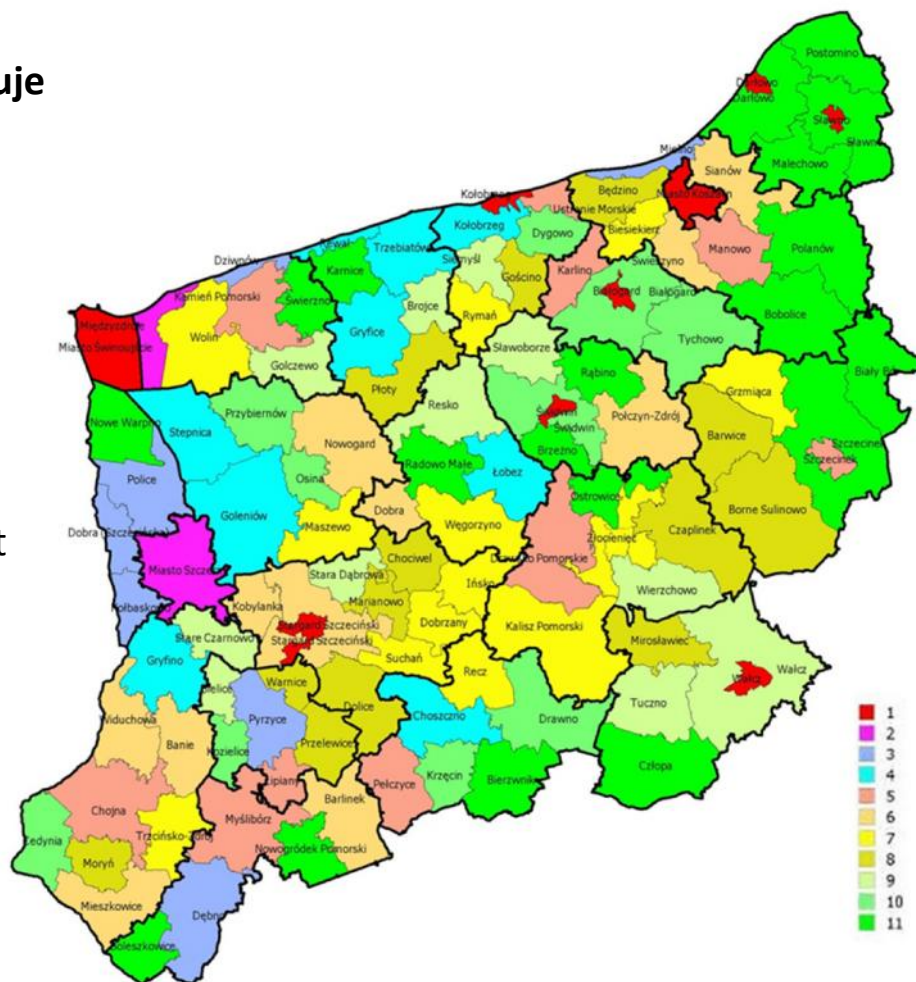 uje
t
Postomino
Darłowo
Darłowo
Sławno
Malechowo
Sianów
Będzino
Miasto Koszalin
Kołobrzeg
Ustronie Morskie
Biesiekierz
Manowo
Polanów
Trzebiatów
Kołobrzeg
Dygowo
Świeszyno
Dziwnów
Karnice
Siemyśl
Gościno
Karlino
Białogard
Białogard
Kamień Pomorski
Świerzno
Brojce
Rymań
Bobolice
Międzyzdroje
Miasto Świnoujście
Wolin
Gryfice
Tychowo
Golczewo
Sławoborze
Biały Bór
Płoty
Rąbino
Grzmiąca
Resko
Połczyn-Zdrój
Nowe Warpno
Stepnica
Przybiernów
Nowogard
Świdwin
Świdwin
Barwice
Szczecinek
Szczecinek
Brzeżno
Radowo Małe
Łobez
Police
Osina
Borne Sulinowo
Goleniów
Dobra
Ostrowice
Maszewo
Węgorzyno
Czaplinek
Dobra (Szczecińska)
Złocieniec
Drawsko Pomorskie
Miasto Szczecin
Chociwel
Stara Dąbrowa
Ińsko
Wierzchowo
Kobylanka
Marianowo
Kołbaskowo
Dobrzany
Stargard Szczeciński
Stargard Szczeciński
Kalisz Pomorski
Mirosławiec
Stare Czarnowo
Suchań
Gryfino
Recz
Wałcz
Wałcz
Bielice
Warnice
Tuczno
Dolice
Widuchowa
Pyrzyce
Choszczno
Drawno
Banie
Kozielice
Przelewice
Człopa
Lipiany
Pełczyce
Krzęcin
Bierzwnik
Chojna
Barlinek
Myślibórz
Trzcińsko-Zdrój
Cedynia
Nowogródek Pomorski
Moryń
Mieszkowice
Dębno
Boleszkowice
1
2
3
4
5
6
7
8
9
10
11